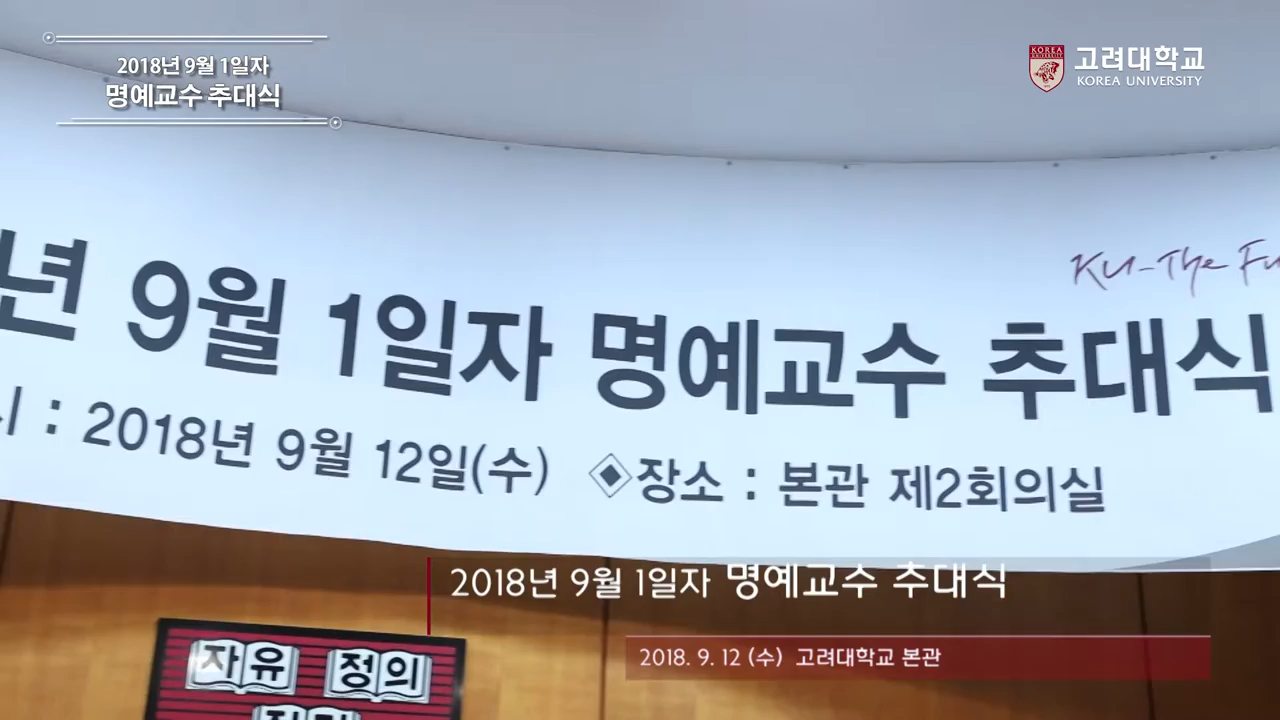 2018년 9월 1일자
명예교수 추대식
KOREA
고려대학교
KOREA UNIVERSITY
KU-The Fu
년 9월 1일자 명예교수 추대식
: 2018년 9월 12일(수) ◈장소 : 본관 제2회의실
2018년 9월 1일자 명예교수 추대식
2018. 9. 12 (수) 고려대학교 본관
자유 정의